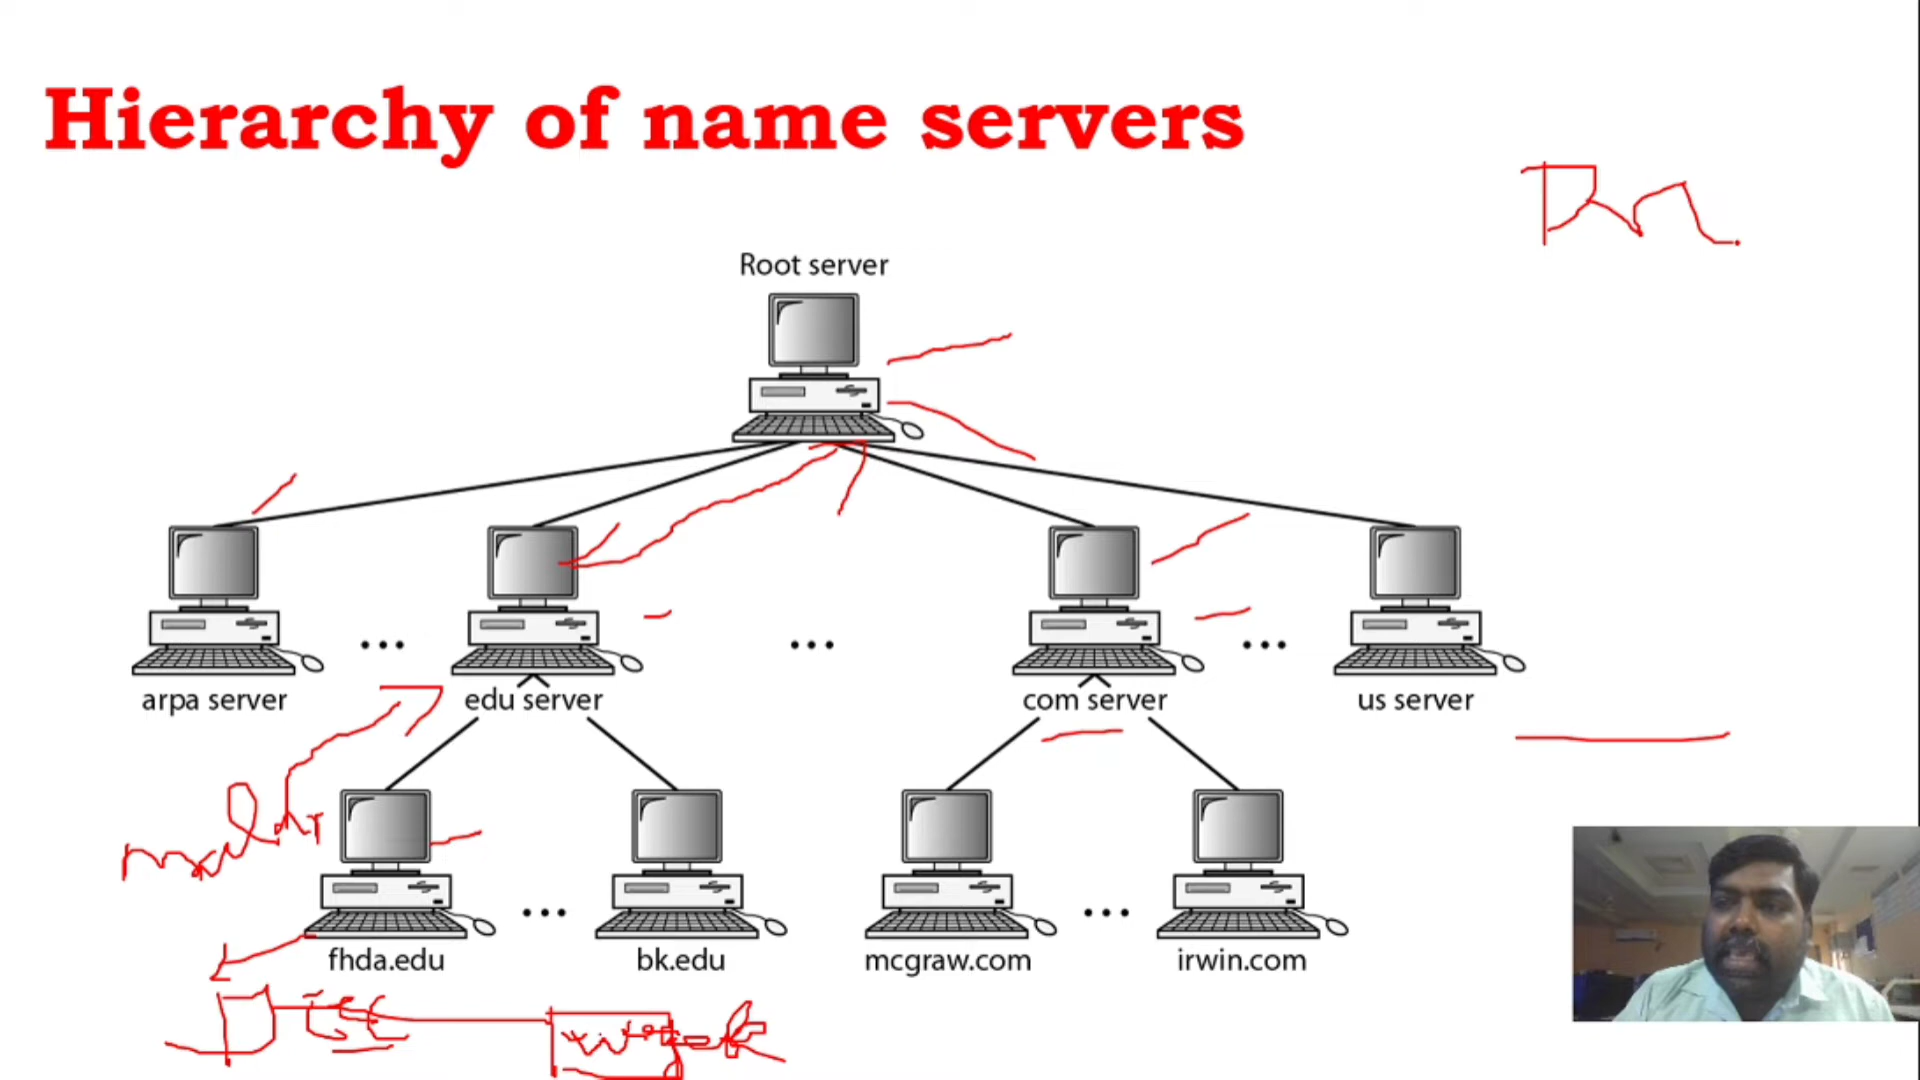 Hierarchy of name servers
Root server
arpa server
edu server
com server
us server
fhda.edu
bk.edu
mcgraw.com
irwin.com